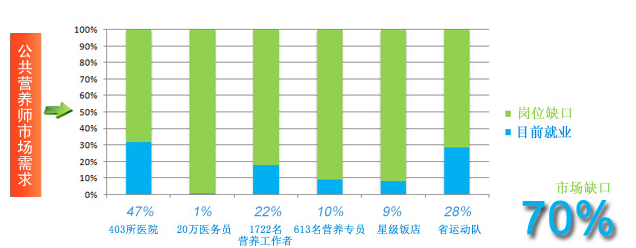 公共营养师市场需求
100%
90%
80%
70%
60%
50%
40%
30%
20%
10%
0%
47%
1%
22%
10%
9%
28%
403所医院
20万医务员
1722名
营养工作者
613名营养专员
星级饭店
省运动队
岗位缺口
目前就业
市场缺口
70%